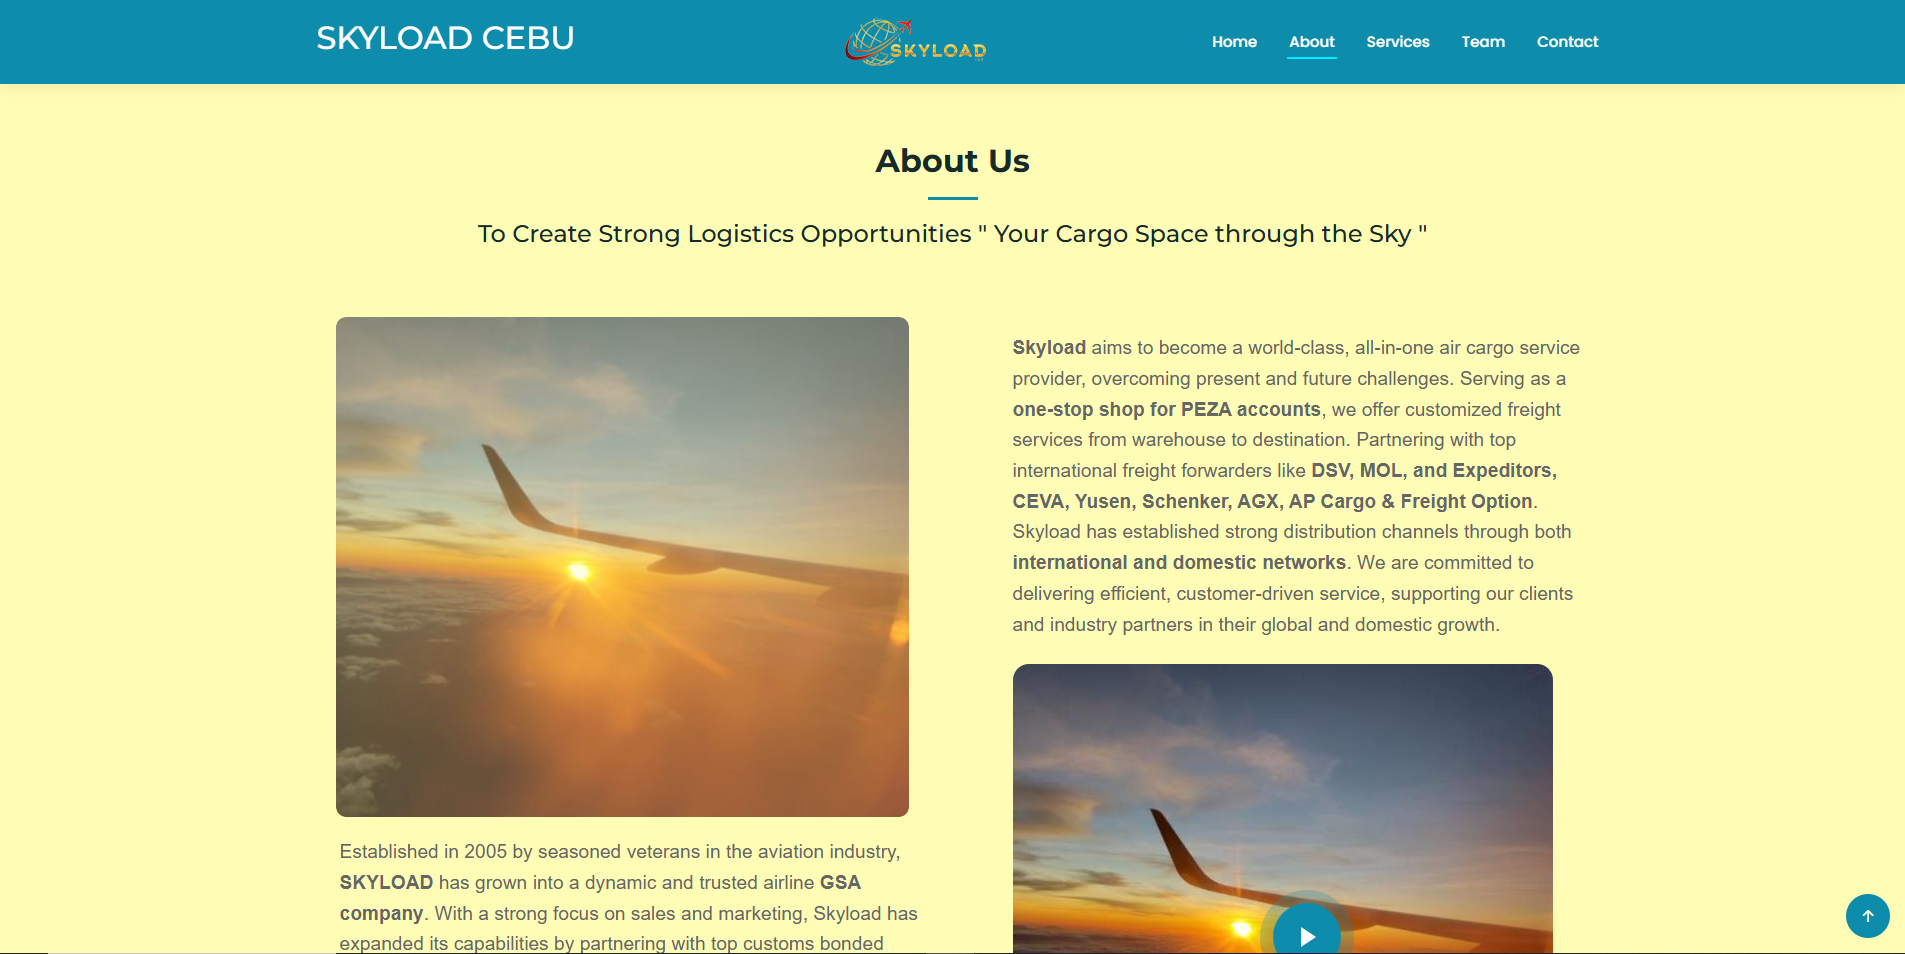 SKYLOAD CEBU
SKYLOAD
Home
About
Services
Team
Contact
About Us
To Create Strong Logistics Opportunities " Your Cargo Space through the Sky "
Established in 2005 by seasoned veterans in the aviation industry,
SKYLOAD has grown into a dynamic and trusted airline GSA
company. With a strong focus on sales and marketing, Skyload has
expanded its capabilities by partnering with top customs bonded
Skyload aims to become a world-class, all-in-one air cargo service
provider, overcoming present and future challenges. Serving as a
one-stop shop for PEZA accounts, we offer customized freight
services from warehouse to destination. Partnering with top
international freight forwarders like DSV, MOL, and Expeditors,
CEVA, Yusen, Schenker, AGX, AP Cargo & Freight Option.
Skyload has established strong distribution channels through both
international and domestic networks. We are committed to
delivering efficient, customer-driven service, supporting our clients
and industry partners in their global and domestic growth.